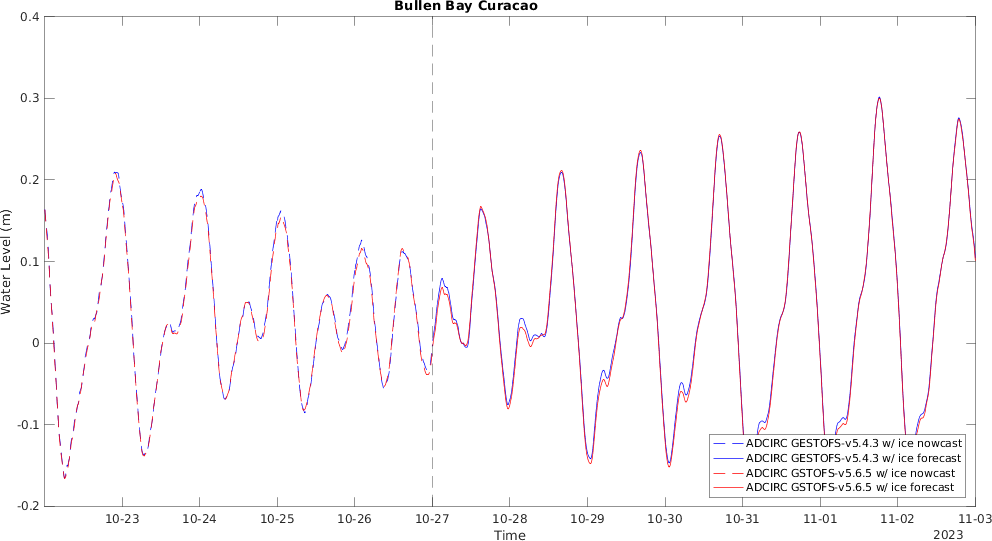 Bullen Bay Curacao
0.4
0.3
0.2
0.1
0
-0.1
-0.2
Water Level (m)
10-23 10-24 10-25 10-26 10-27 10-28 10-29 10-30 10-31 11-01 11-02 11-03
Time
2023
ADCIRC GESTOFS-v5.4.3 w/ ice nowcast
ADCIRC GESTOFS-v5.4.3 w/ ice forecast
ADCIRC GSTOFS-v5.6.5 w/ ice nowcast
ADCIRC GSTOFS-v5.6.5 w/ ice forecast